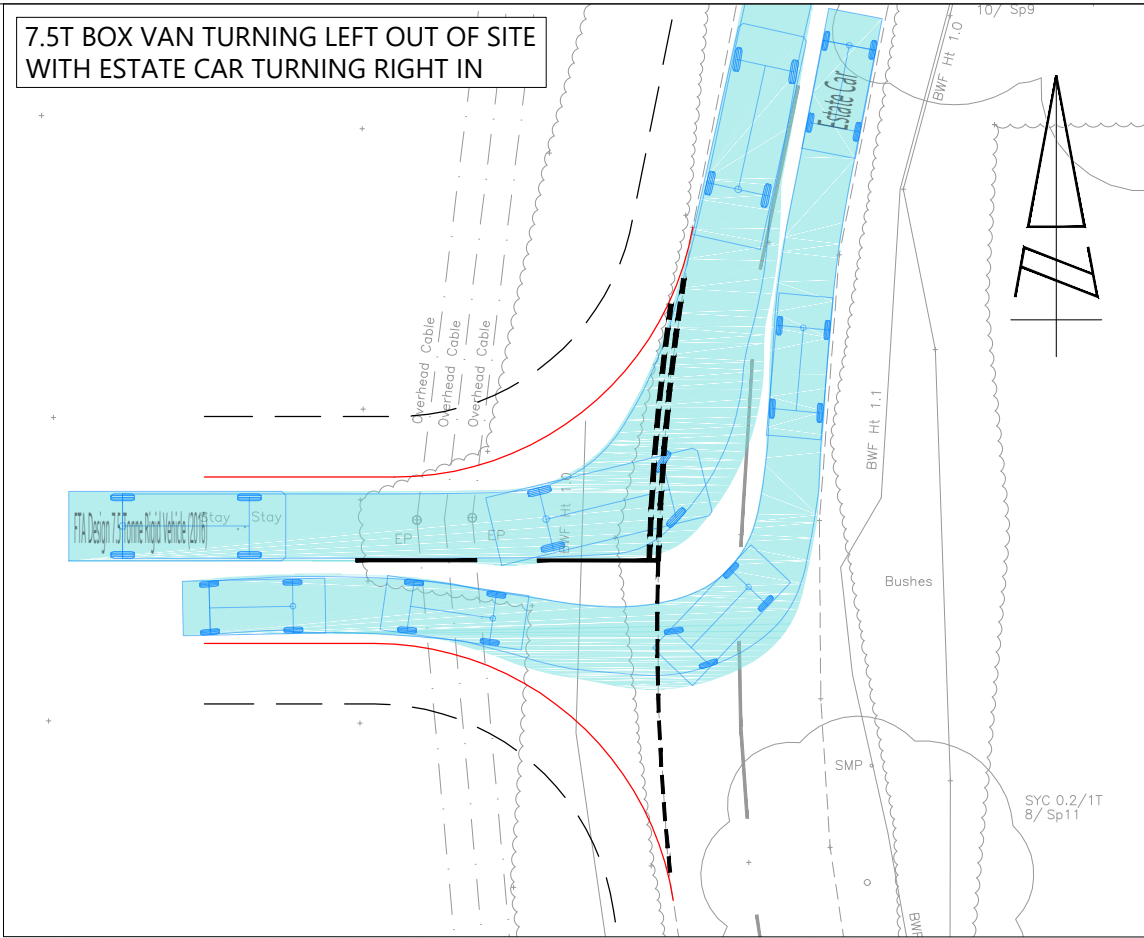 7.5T BOX VAN TURNING LEFT OUT OF SITE
WITH ESTATE CAR TURNING RIGHT IN
10/ Sp9
BWF Ht 1.0
Estate Car
Overhead Cable
Overhead Cable
Overhead Cable
BWF Ht 1.1
BWF Ht 1.0
FTA Design 7.5 Tonne Rigid Vehicle (2016)
Stay
Stay
EP
EP
Bushes
SMP
SYC 0.2/1T
8/ Sp11
BWF
N